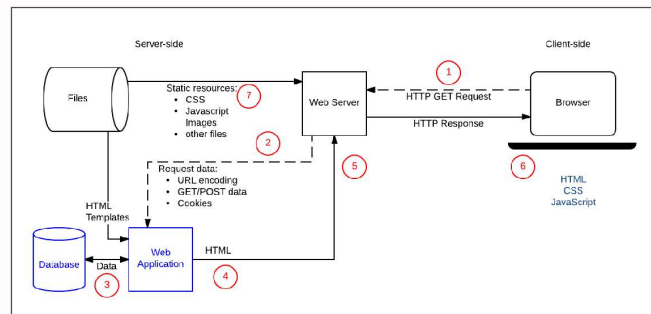 Server-side
Client-side
Files
Static resources:
• CSS
• Javascript
Images
• other files
7
Web Server
1
HTTP GET Request
HTTP Response
Browser
2
Request data:
• URL encoding
• GET/POST data
• Cookies
5
6
HTML
CSS
JavaScript
HTML
Templates
Database
Data
3
Web
Application
HTML
4